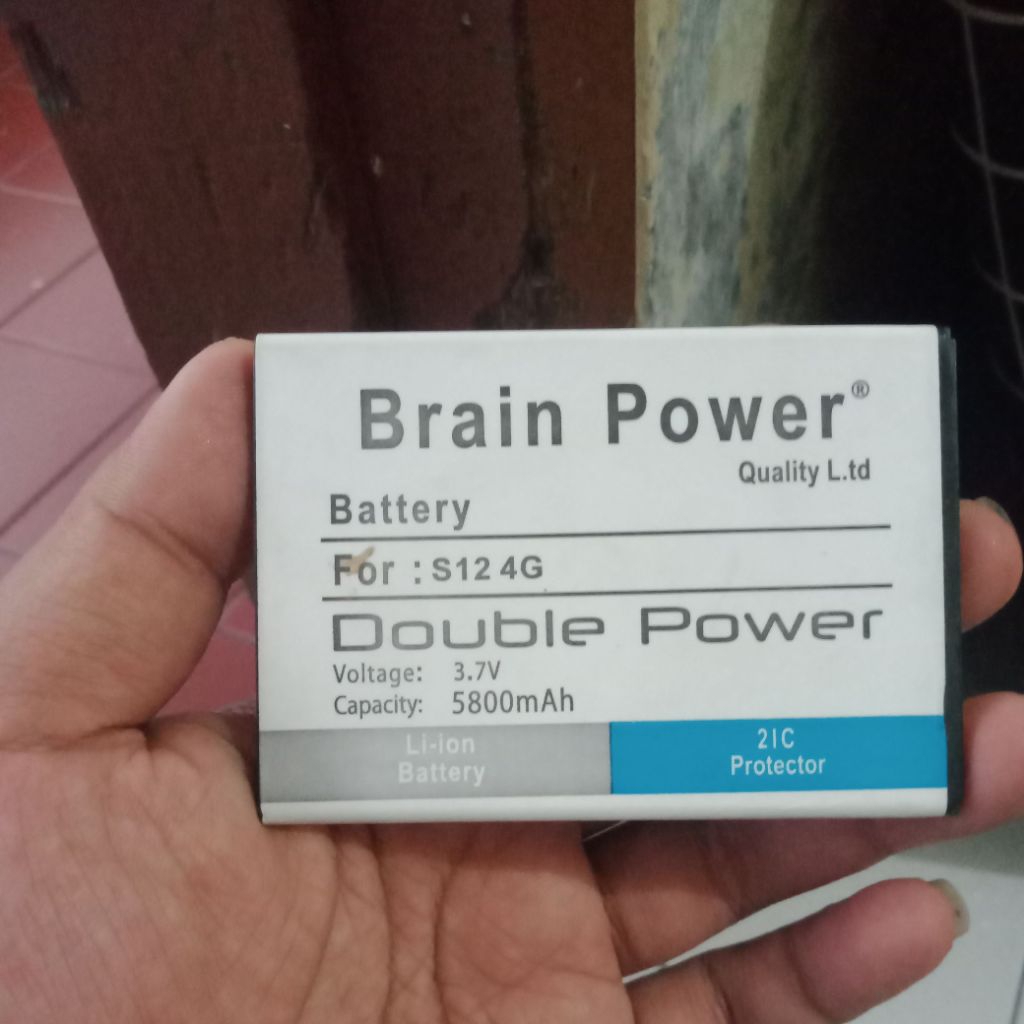 Brain Power®
Quality L.td
Battery
For : S12 4G
Double Power
Voltage: 3.7V
Capacity: 5800mAh
Li-ion
Battery
2IC
Protector